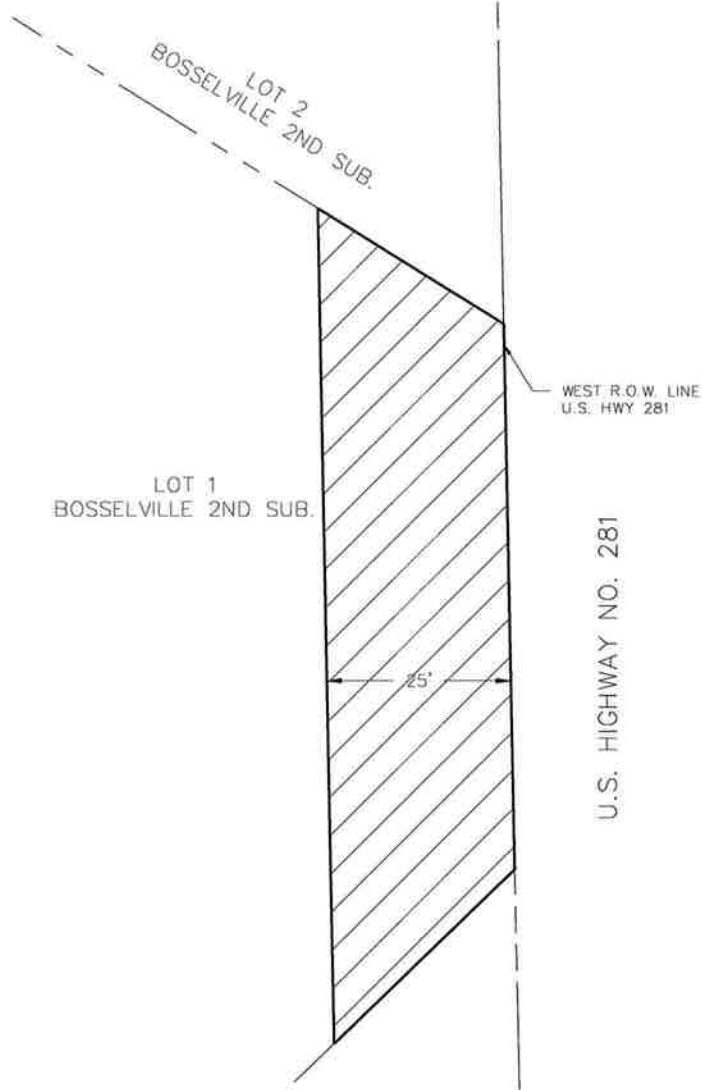 LOT 2
BOSSELVILLE 2ND SUB.
WEST R.O.W. LINE
U.S. HWY 281
LOT 1
BOSSELVILLE 2ND SUB.
U.S. HIGHWAY NO. 281
25'